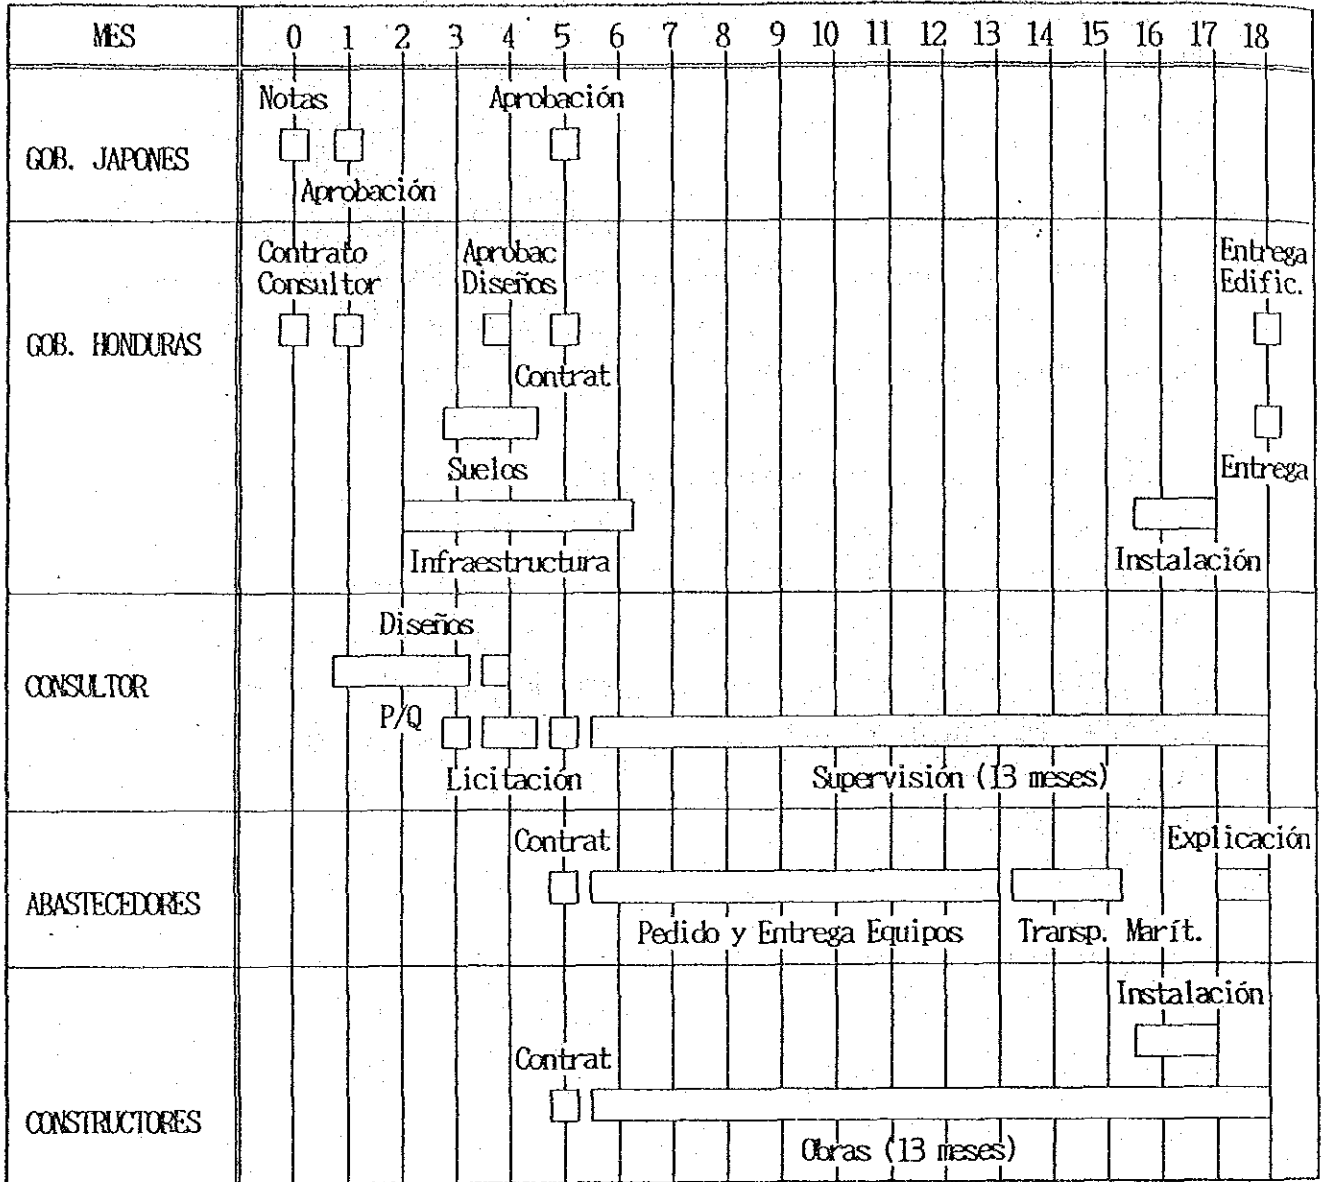 MES 0 1 2 3 4 5 6 7 8 9 10 11 12 13 14 15 16 17 18
Notas Aprobación
GOB. JAPONES
Aprobación
Contrato Aprobac Entrega
Consultor Diseños Edific.
GOB. HONDURAS
Contrat
Suelos Entrega
Infraestructura Instalación
Diseños
CONSULTOR
P/Q
Licitación Supervisión (13 meses)
Contrat Explicación
ABASTECEDORES
Pedido y Entrega Equipos Transp. Marít.
Instalación
Contrat
CONSTRUCTORES
Obras (13 meses)